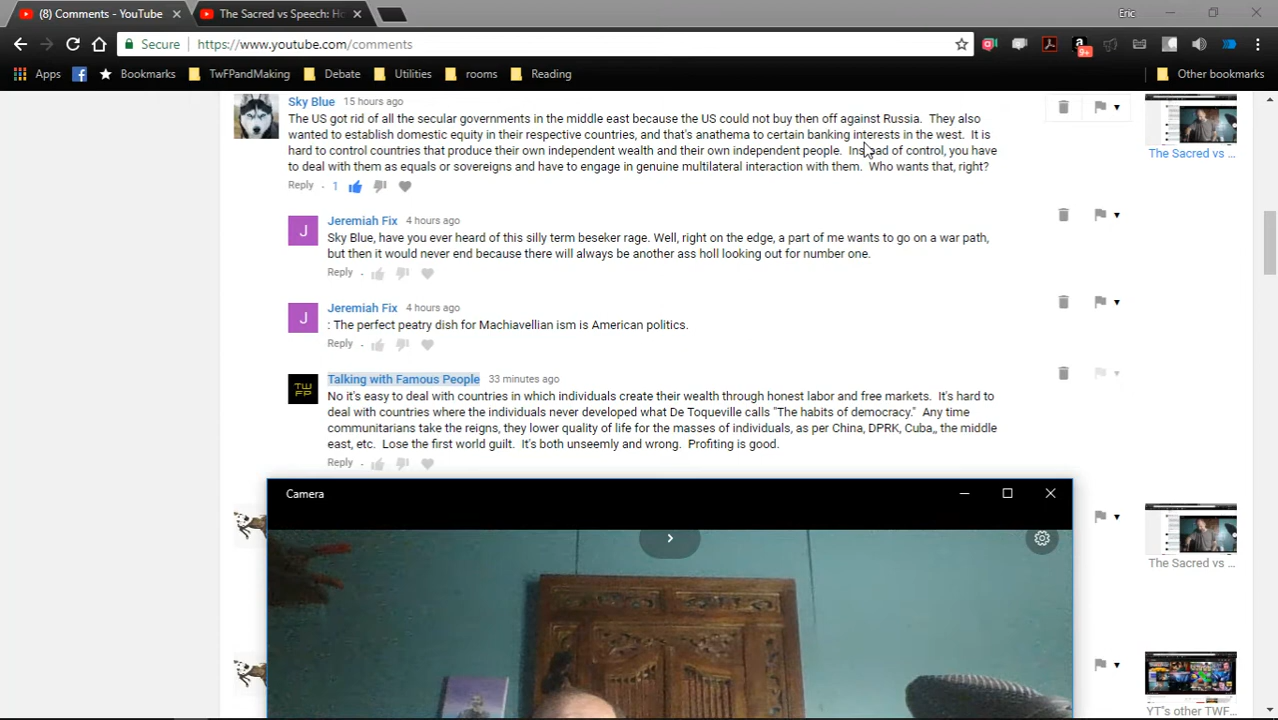 (8) Comments - YouTube
The Sacred vs Speech: Ho
Eric
Secure
https://www.youtube.com/comments
9+
Apps
Bookmarks
TwFPandMaking
Debate
Utilities
rooms
Reading
Other bookmarks
Sky Blue 15 hours ago
The US got rid of all the secular governments in the middle east because the US could not buy then off against Russia. They also
wanted to establish domestic equity in their respective countries, and that's anathema to certain banking interests in the west. It is
hard to control countries that produce their own independent wealth and their own independent people. Instead of control, you have
to deal with them as equals or sovereigns and have to engage in genuine multilateral interaction with them. Who wants that, right?
Reply · 1
The Sacred vs ...
Jeremiah Fix 4 hours ago
Sky Blue, have you ever heard of this silly term beseker rage. Well, right on the edge, a part of me wants to go on a war path,
but then it would never end because there will always be another ass holl looking out for number one.
Reply ·
J
Jeremiah Fix 4 hours ago
: The perfect peatry dish for Machiavellian ism is American politics.
Reply ·
J
Talking with Famous People 33 minutes ago
No it's easy to deal with countries in which individuals create their wealth through honest labor and free markets. It's hard to
deal with countries where the individuals never developed what De Toqueville calls "The habits of democracy." Any time
communitarians take the reigns, they lower quality of life for the masses of individuals, as per China, DPRK, Cuba,, the middle
east, etc. Lose the first world guilt. It's both unseemly and wrong. Profiting is good.
Reply ·
TW
FP
Camera
The Sacred vs ...
YT"s other TWF...